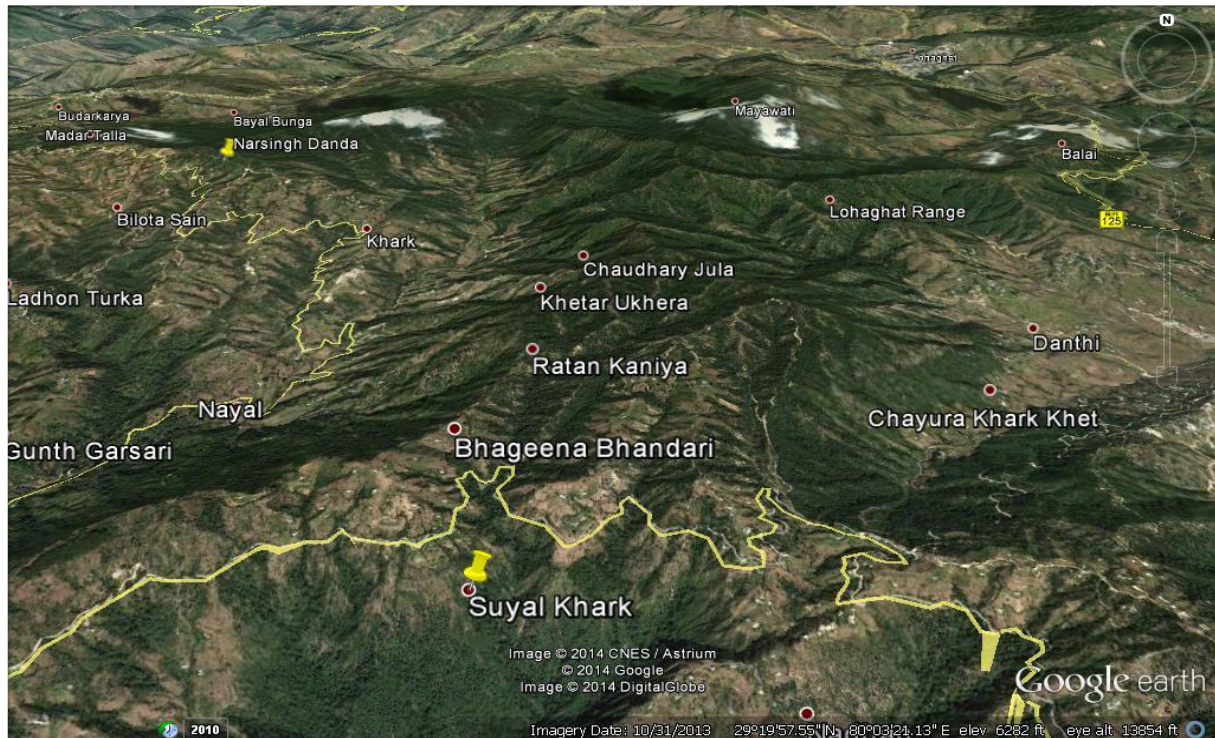 N
Lohaghat
Budarkarya
Bayal Bunga
Mayawati
Madar Talla
Narsingh Danda
Balai
Bilota Sain
Lohaghat Range
125
Khark
Chaudhary Jula
Ladhon Turka
Khetar Ukhera
Danthi
Ratan Kaniya
Nayal
Chayura Khark Khet
Gunth Garsari
Bhageena Bhandari
Suyal Khark
Image © 2014 CNES / Astrium
© 2014 Google
Image © 2014 DigitalGlobe
Google earth
2010
Imagery Date: 10/31/2013 29°19'57.55" N 80°03'21.13" E elev 6282 ft eye alt 13854 ft